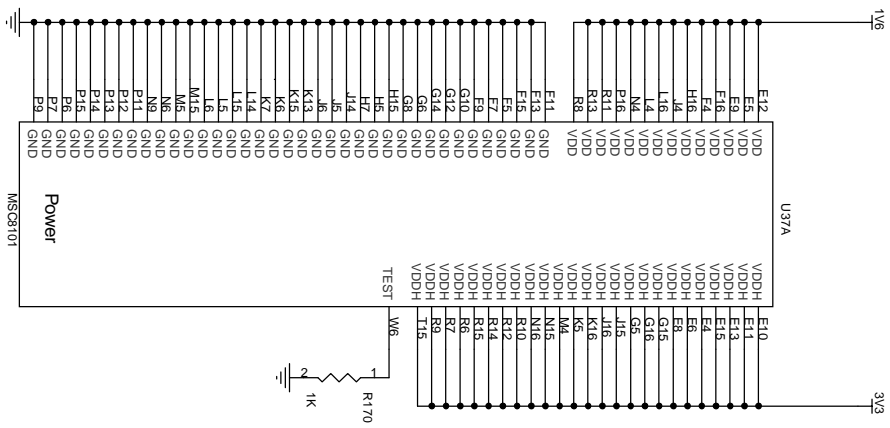 U37A
1V6
3V3
E12 VDD VDDH E10
E5 VDD VDDH E11
E9 VDD VDDH E13
F16 VDD VDDH E15
F4 VDD VDDH E4
H16 VDD VDDH E6
J4 VDD VDDH E8
L16 VDD VDDH G15
L4 VDD VDDH G16
N4 VDD VDDH G5
P16 VDD VDDH J15
R11 VDD VDDH J16
R13 VDD VDDH K16
R8 VDD VDDH K5
VDDH M4
F11 GND VDDH N15
F13 GND VDDH N16
F15 GND VDDH R10
F5 GND VDDH R12
F7 GND VDDH R14
F9 GND VDDH R15
G10 GND VDDH R6
G12 GND VDDH R7
G14 GND VDDH R9
G6 GND VDDH T15
G8 GND
H15 GND TEST W6
H5 GND
H7 GND
R170
1
2
1K
J14 GND
J5 GND
J6 GND
K13 GND
K15 GND
K6 GND
K7 GND
L14 GND
L15 GND
L5 GND
L6 GND
M15 GND
M5 GND
N6 GND
N9 GND
P11 GND
P12 GND
P13 GND
P14 GND
P15 GND
P6 GND
P7 GND
P9 GND
Power
MSC8101